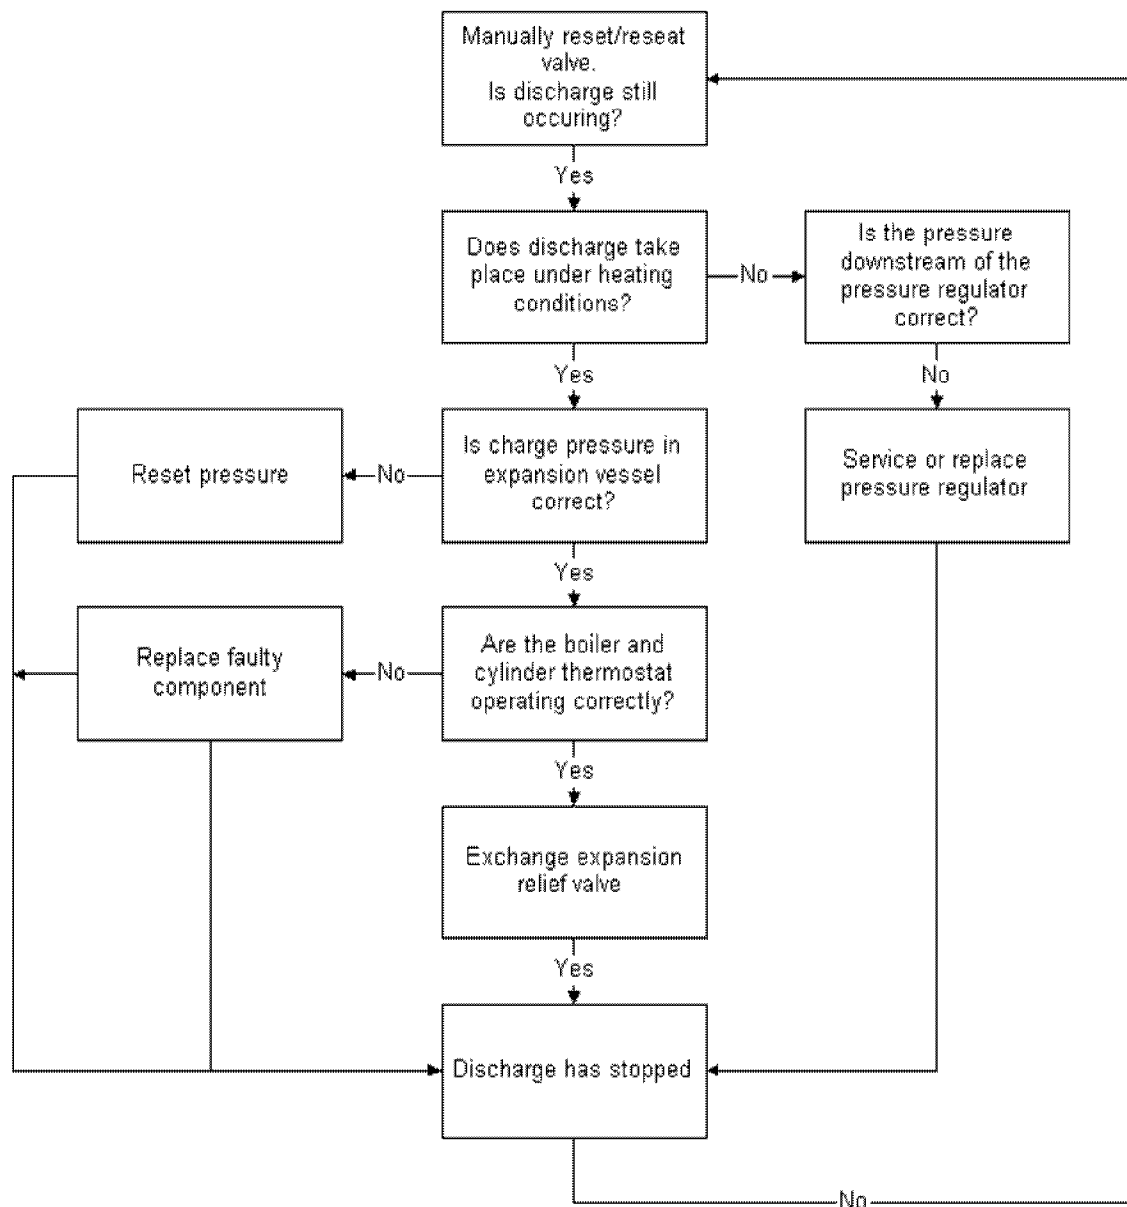 Manually reset/reseat
valve.
Is discharge still
occuring?
Yes
Does discharge take
place under heating
conditions?
No
Is the pressure
downstream of the
pressure regulator
correct?
Yes
No
Reset pressure
No
Is charge pressure in
expansion vessel
correct?
Service or replace
pressure regulator
Yes
Replace faulty
component
No
Are the boiler and
cylinder thermostat
operating correctly?
Yes
Exchange expansion
relief valve
Yes
Discharge has stopped
No